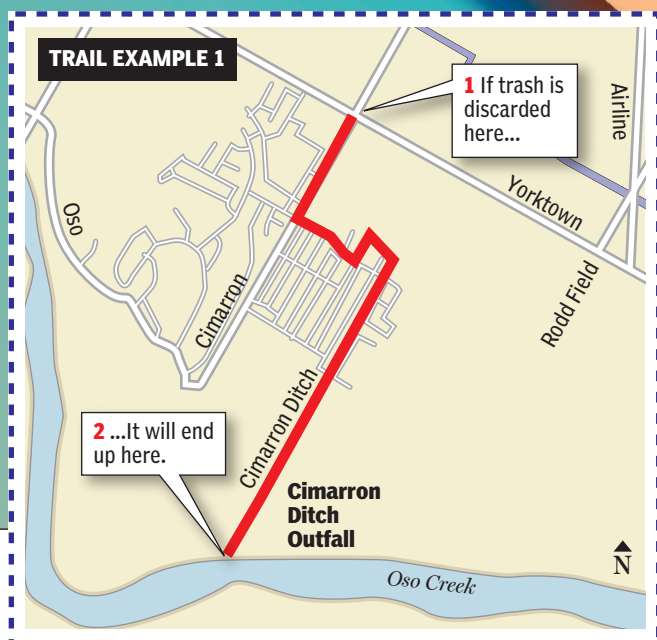 TRAIL EXAMPLE 1
1 If trash is
discarded
here...
Airline
Yorktown
Oso
Rodd Field
Cimarron
Cimarron Ditch
2 ...It will end
up here.
Cimarron
Ditch
Outfall
N
Oso Creek